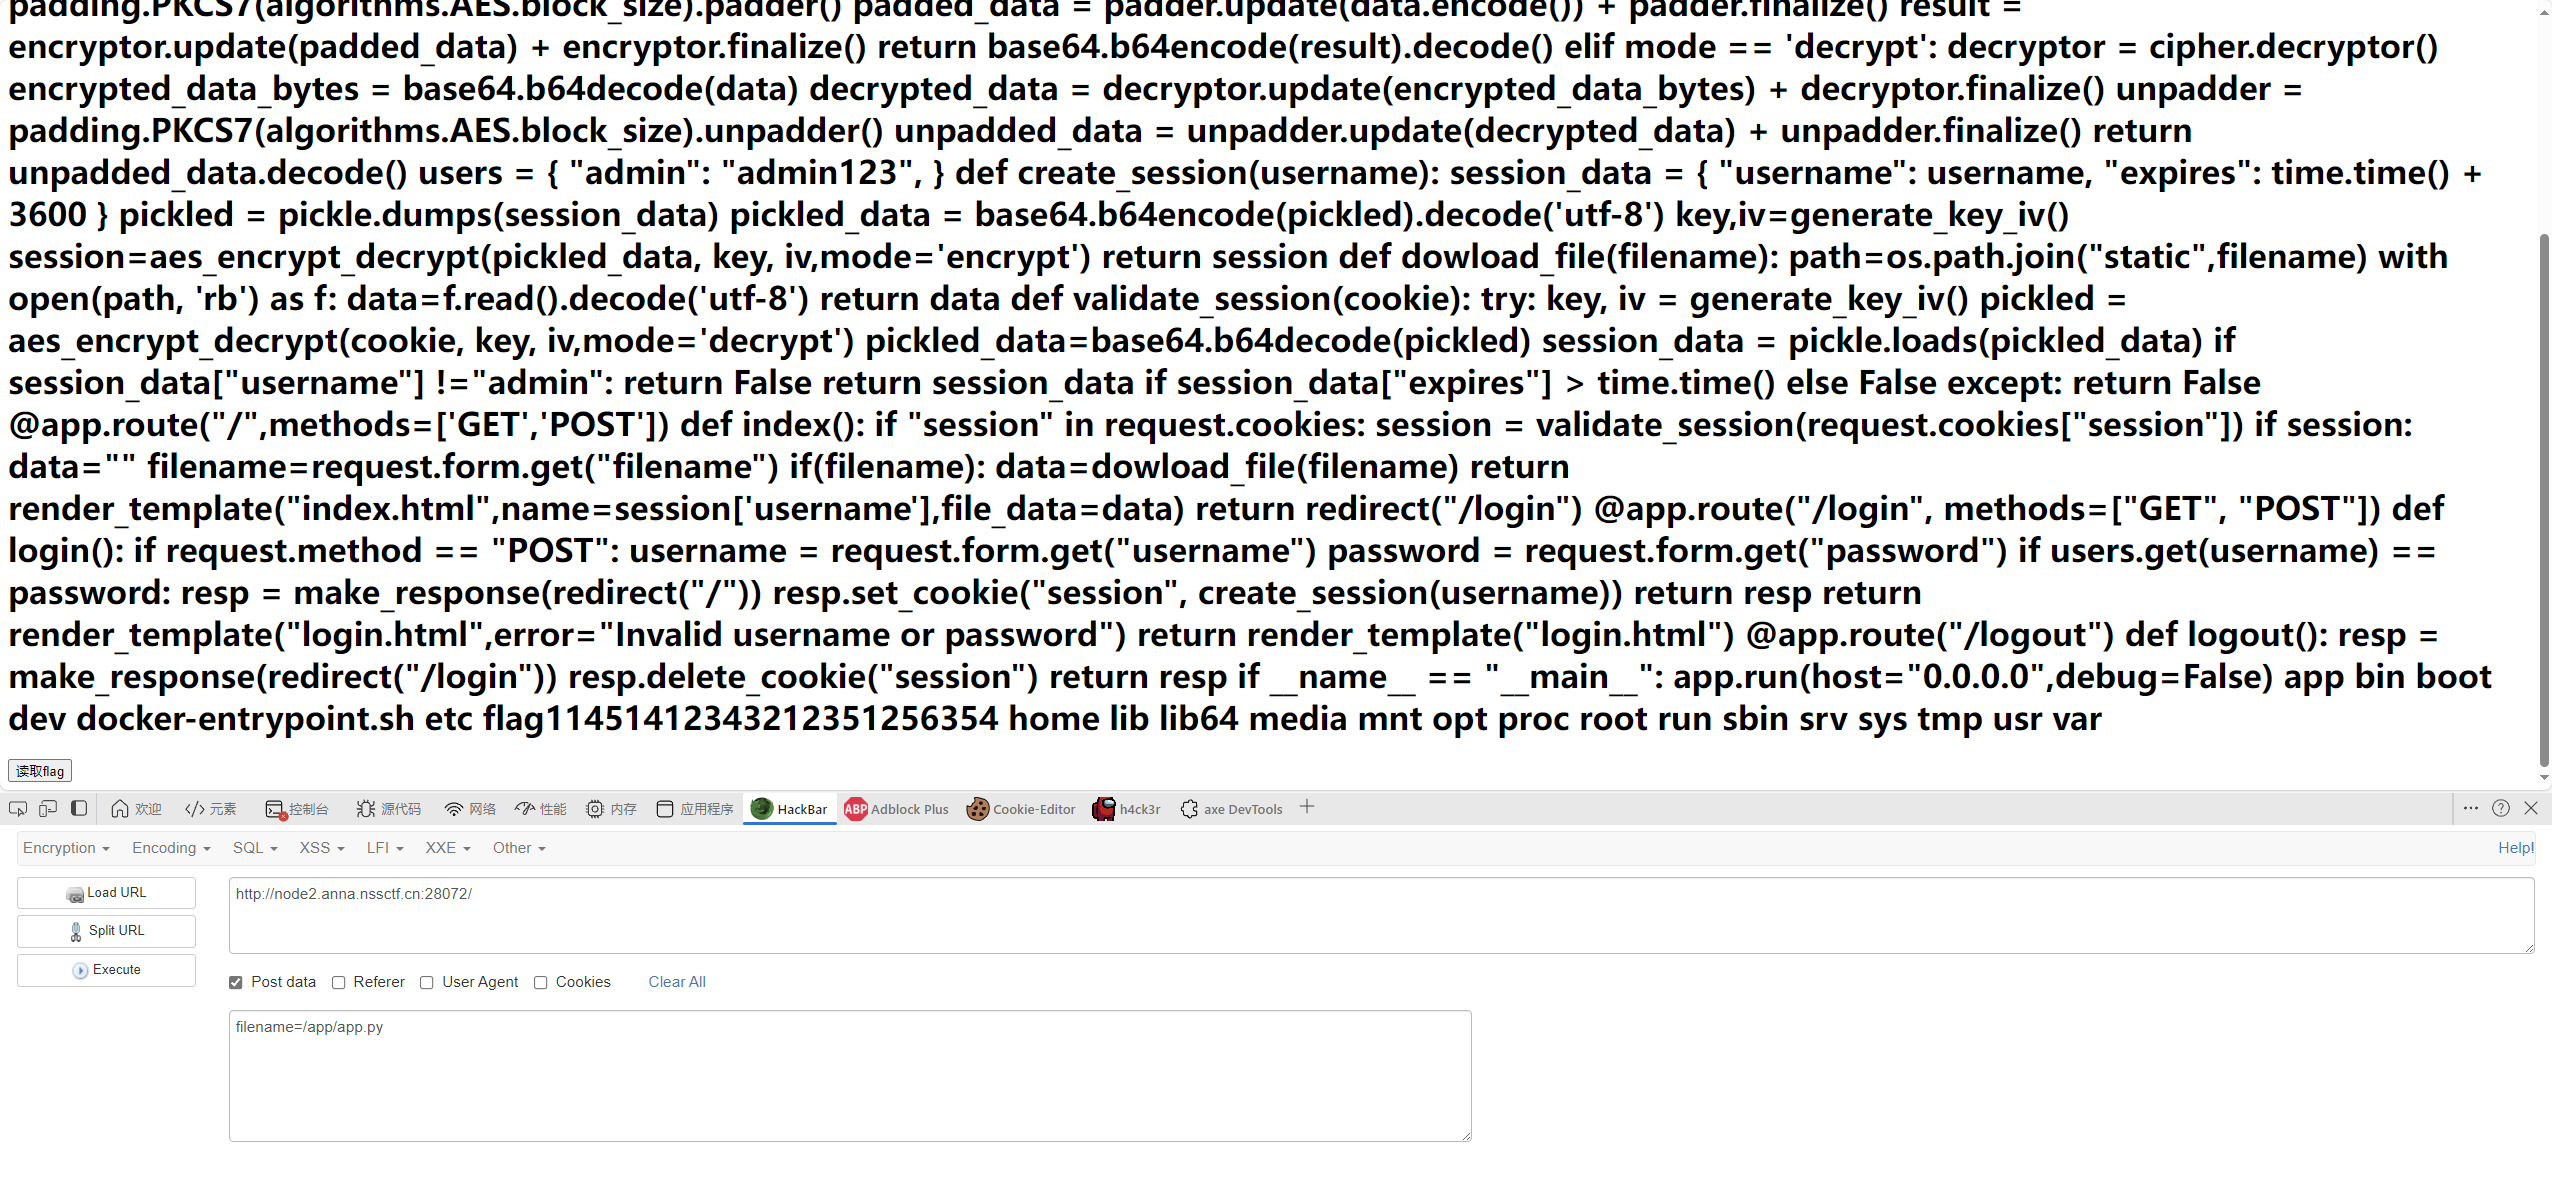 padding.PKCS7(algorithms.AES.block_size).padder() padded_data = padder.update(data.encode()) + padder.finalize() result =
encryptor.update(padded_data) + encryptor.finalize() return base64.b64encode(result).decode() elif mode == 'decrypt': decryptor = cipher.decryptor()
encrypted_data_bytes = base64.b64decode(data) decrypted_data = decryptor.update(encrypted_data_bytes) + decryptor.finalize() unpadder =
padding.PKCS7(algorithms.AES.block_size).unpadder() unpadded_data = unpadder.update(decrypted_data) + unpadder.finalize() return
unpadded_data.decode() users = { "admin": "admin123", } def create_session(username): session_data = { "username": username, "expires": time.time() +
3600 } pickled = pickle.dumps(session_data) pickled_data = base64.b64encode(pickled).decode('utf-8') key,iv=generate_key_iv()
session=aes_encrypt_decrypt(pickled_data, key, iv,mode='encrypt') return session def dowload_file(filename): path=os.path.join("static",filename) with
open(path, 'rb') as f: data=f.read().decode('utf-8') return data def validate_session(cookie): try: key, iv = generate_key_iv() pickled =
aes_encrypt_decrypt(cookie, key, iv,mode='decrypt') pickled_data=base64.b64decode(pickled) session_data = pickle.loads(pickled_data) if
session_data["username"] !="admin": return False return session_data if session_data["expires"] > time.time() else False except: return False
@app.route("/",methods=['GET','POST']) def index(): if "session" in request.cookies: session = validate_session(request.cookies["session"]) if session:
data="" filename=request.form.get("filename") if(filename): data=dowload_file(filename) return
render_template("index.html",name=session['username'],file_data=data) return redirect("/login") @app.route("/login", methods=["GET", "POST"]) def
login(): if request.method == "POST": username = request.form.get("username") password = request.form.get("password") if users.get(username) ==
password: resp = make_response(redirect("/")) resp.set_cookie("session", create_session(username)) return resp return
render_template("login.html",error="Invalid username or password") return render_template("login.html") @app.route("/logout") def logout(): resp =
make_response(redirect("/login")) resp.delete_cookie("session") return resp if __name__ == "__main__": app.run(host="0.0.0.0",debug=False) app bin boot
dev docker-entrypoint.sh etc flag11451412343212351256354 home lib lib64 media mnt opt proc root run sbin srv sys tmp usr var
读取flag
欢迎 元素 控制台 源代码 网络 性能 内存 应用程序 HackBar ABP Adblock Plus Cookie-Editor h4ck3r axe DevTools
Encryption Encoding SQL XSS LFI XXE Other Help!
Load URL http://node2.anna.nssctf.cn:28072/
Split URL
Execute
Post data Referer User Agent Cookies Clear All
filename=/app/app.py